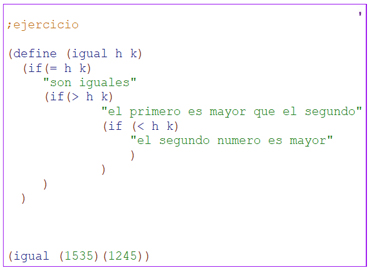 ;ejercicio
(define (igual h k)
(if(= h k)
"son iguales"
(if(> h k)
"el primero es mayor que el segundo"
(if (< h k)
"el segundo numero es mayor"
)
)
)
)
(igual (1535)(1245))